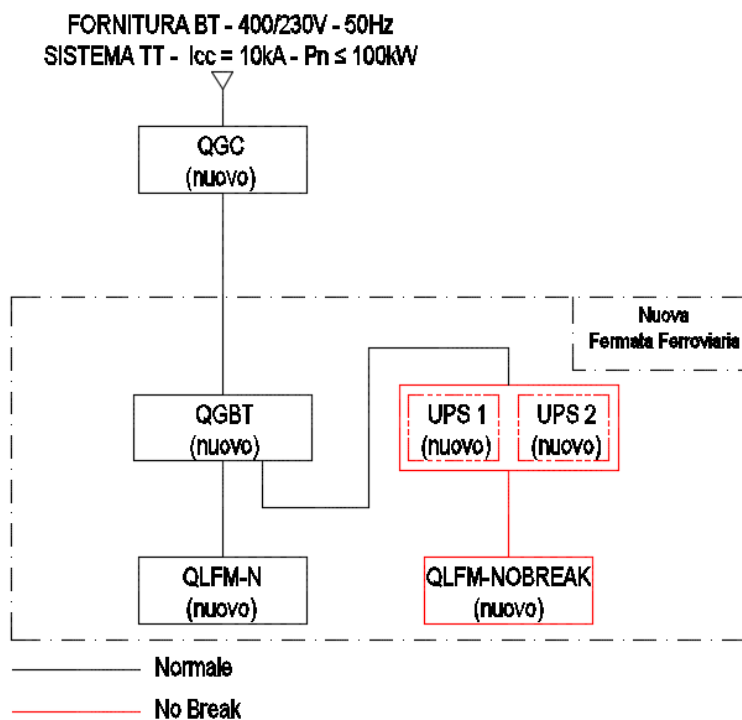 FORNITURA BT - 400/230V - 50Hz
SISTEMA TT - Icc = 10kA - Pn ≤ 100kW
QGC
(nuovo)
Nuova
Fermata Ferroviaria
QGBT
(nuovo)
UPS 1
(nuovo)
UPS 2
(nuovo)
QLFM-N
(nuovo)
QLFM-NOBREAK
(nuovo)
Normale
No Break